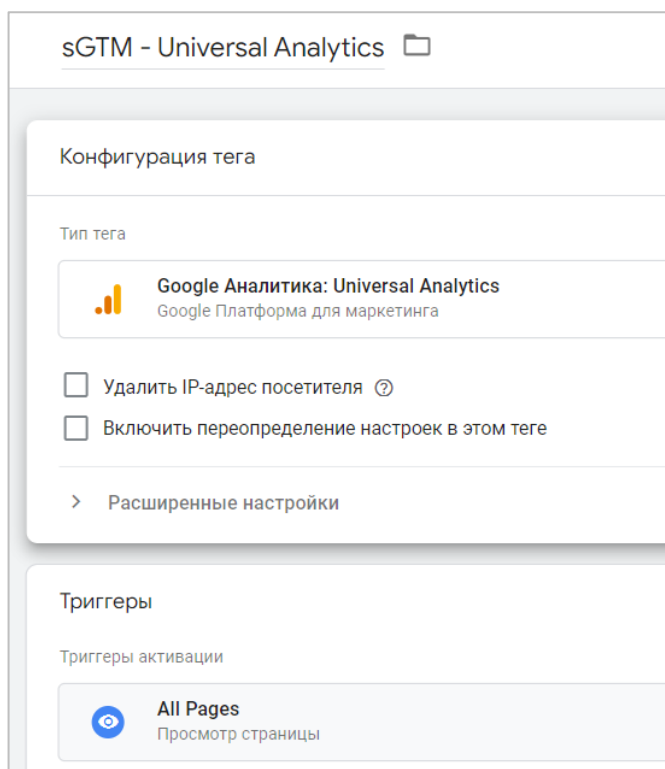 sGTM - Universal Analytics
Конфигурация тега
Тип тега
Google Аналитика: Universal Analytics
Google Платформа для маркетинга
Удалить IP-адрес посетителя
Включить переопределение настроек в этом теге
Расширенные настройки
Триггеры
Триггеры активации
All Pages
Просмотр страницы